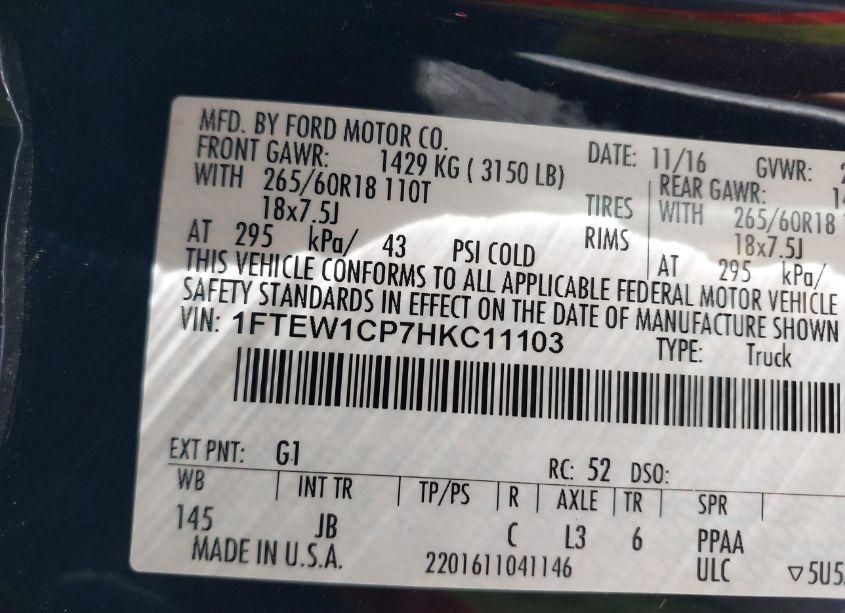 MFD. BY FORD MOTOR CO.
DATE: 11/16 GVWR:
FRONT GAWR: 1429 KG ( 3150 LB)
REAR GAWR:
WITH 265/60R18 110T TIRES
WITH 265/60R18
18x7.5J RIMS
18x7.5J
AT 295 kPa/ 43 PSI COLD
AT 295 kPa/
THIS VEHICLE CONFORMS TO ALL APPLICABLE FEDERAL MOTOR VEHICLE
SAFETY STANDARDS IN EFFECT ON THE DATE OF MANUFACTURE SHOWN
VIN: 1FTEW1CP7HKC11103
TYPE: Truck
EXT PNT: G1 RC: 52 DSO:
WB INT TR TP/PS R AXLE TR SPR
145 JB C L3 6 PPAA
MADE IN U.S.A. 2201611041146 ULC ▽5U5